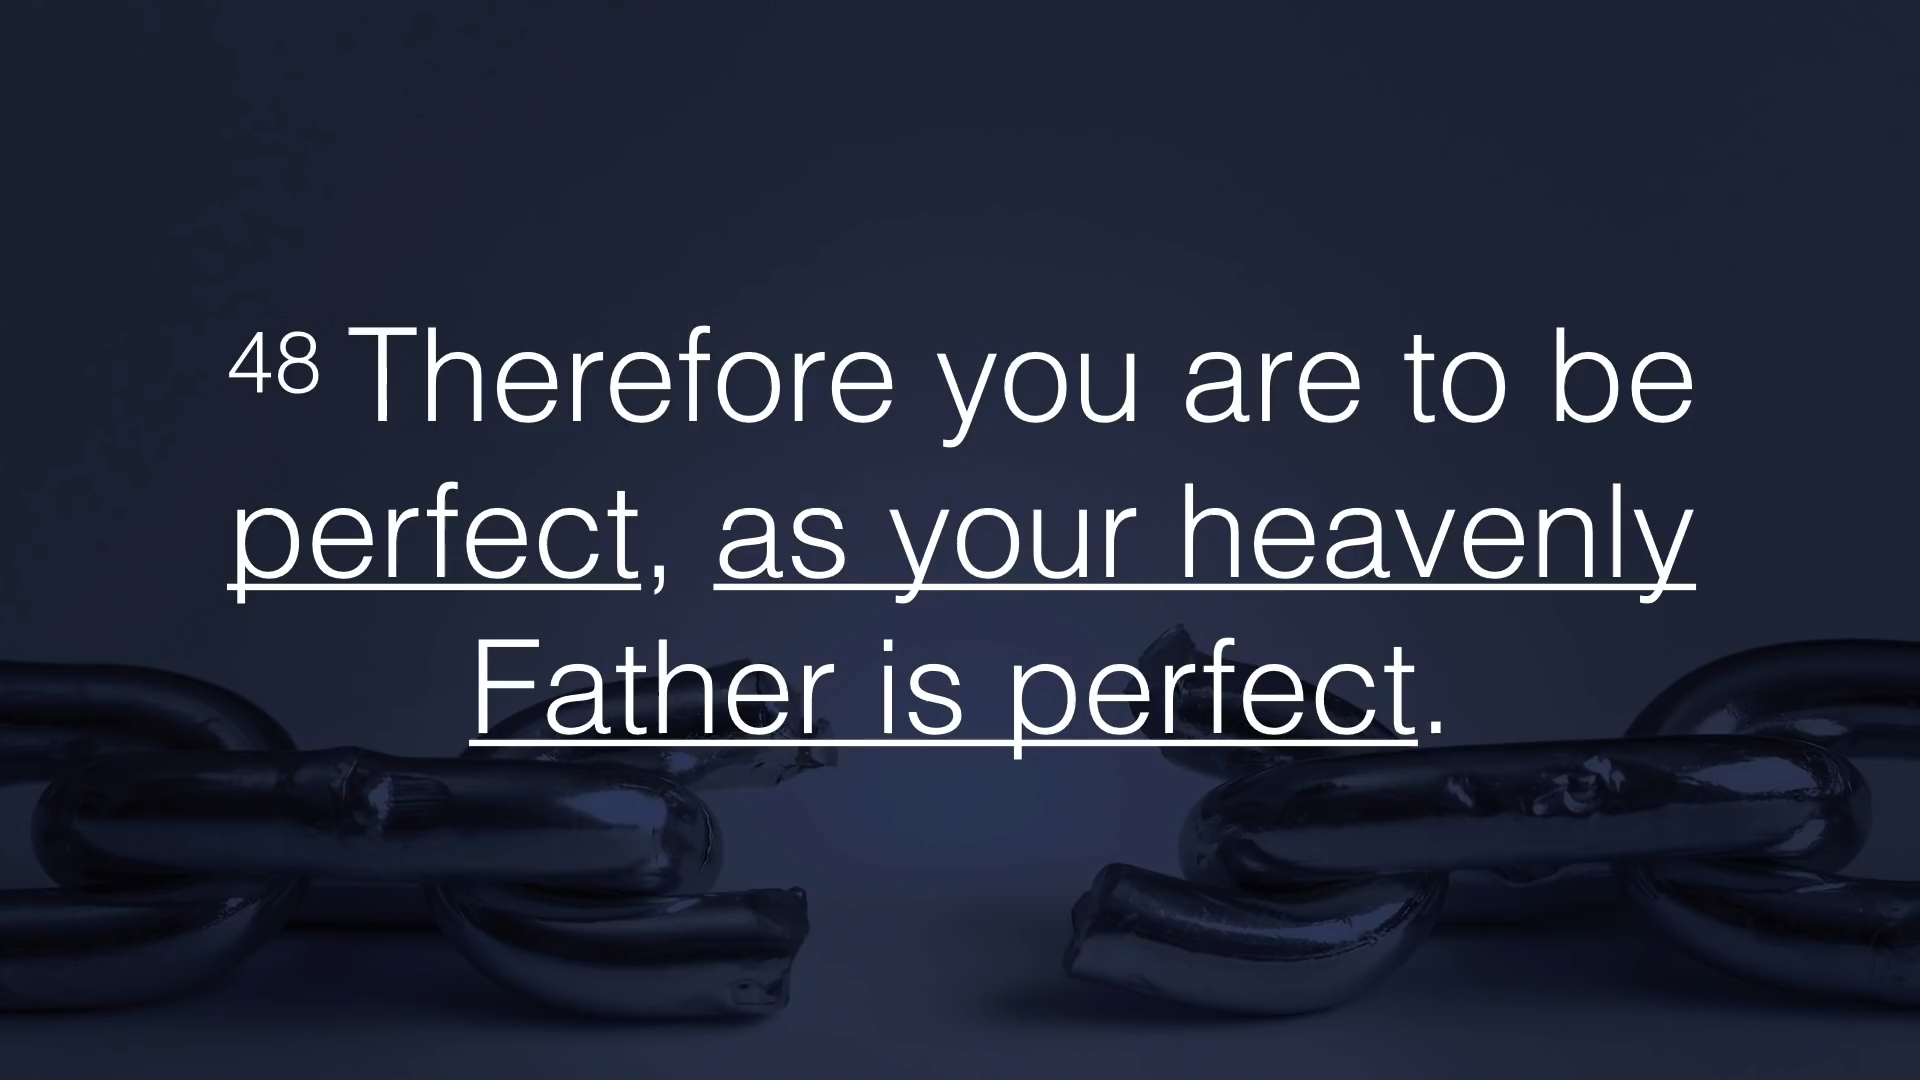 48 Therefore you are to be
perfect, as your heavenly
Father is perfect.